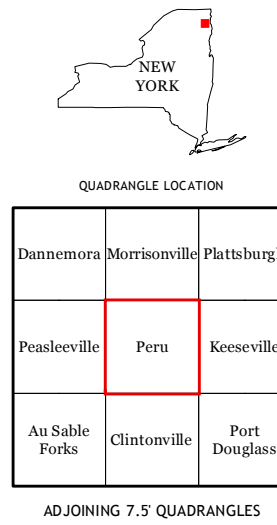 NEW
YORK
QUADRANGLE LOCATION
Dannemora Morrisonville Plattsburgh
Peasleeville Peru Keeseville
Au Sable
Forks
Clintonville
Port
Douglass
ADJOINING 7.5' QUADRANGLES